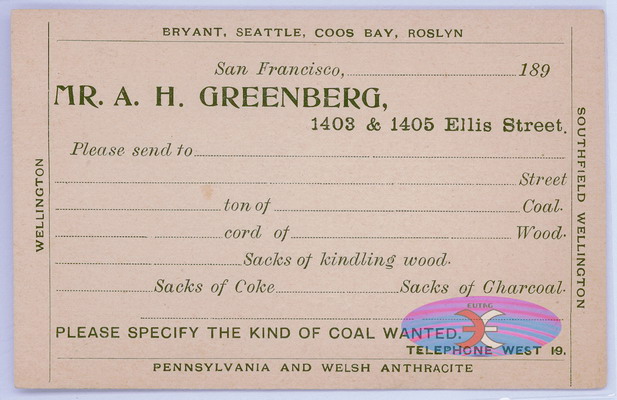 BRYANT, SEATTLE, COOS BAY, ROSLYN
San Francisco, 189
MR. A. H. GREENBERG,
1403 & 1405 Ellis Street.
Please send to
Street
ton of Coal.
cord of Wood.
Sacks of kindling wood.
Sacks of Coke Sacks of Charcoal.
PLEASE SPECIFY THE KIND OF COAL WANTED.
TELEPHONE WEST 19.
PENNSYLVANIA AND WELSH ANTHRACITE
WELLINGTON
SOUTHFIELD WELLINGTON